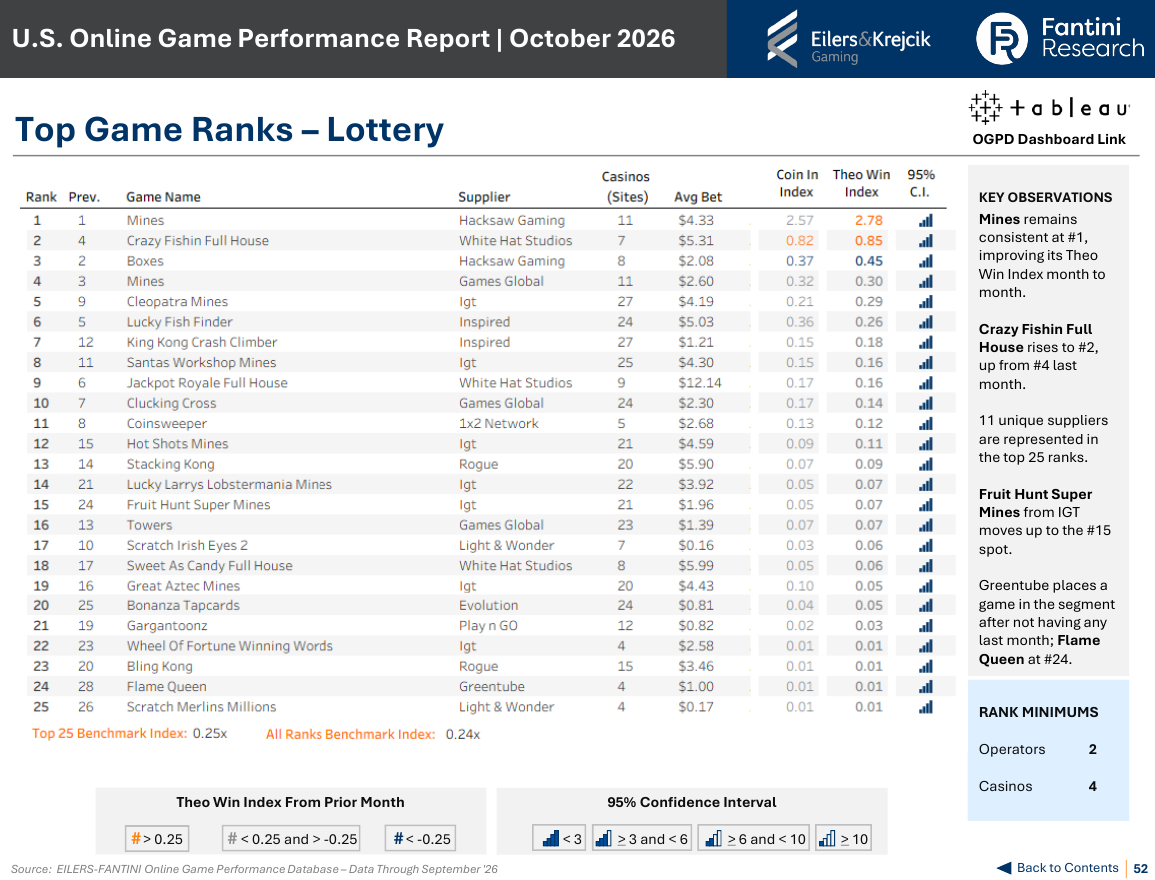 U.S. Online Game Performance Report | October 2026
Eilers&Krejcik
Gaming
Fantini
Research
Top Game Ranks – Lottery
+ableau
OGPD Dashboard Link
Rank Prev. Game Name Supplier Casinos (Sites) Avg Bet Coin In Index Theo Win Index 95% C.I.
1 1 Mines Hacksaw Gaming 11 $4.33 2.57 2.78
2 4 Crazy Fishin Full House White Hat Studios 7 $5.31 0.82 0.85
3 2 Boxes Hacksaw Gaming 8 $2.08 0.37 0.45
4 3 Mines Games Global 11 $2.60 0.32 0.30
5 9 Cleopatra Mines Igt 27 $4.19 0.21 0.29
6 5 Lucky Fish Finder Inspired 24 $5.03 0.36 0.26
7 12 King Kong Crash Climber Inspired 27 $1.21 0.15 0.18
8 11 Santas Workshop Mines Igt 25 $4.30 0.15 0.16
9 6 Jackpot Royale Full House White Hat Studios 9 $12.14 0.17 0.16
10 7 Clucking Cross Games Global 24 $2.30 0.17 0.14
11 8 Coinsweeper 1x2 Network 5 $2.68 0.13 0.12
12 15 Hot Shots Mines Igt 21 $4.59 0.09 0.11
13 14 Stacking Kong Rogue 20 $5.90 0.07 0.09
14 21 Lucky Larrys Lobstermania Mines Igt 22 $3.92 0.05 0.07
15 24 Fruit Hunt Super Mines Igt 21 $1.96 0.05 0.07
16 13 Towers Games Global 23 $1.39 0.07 0.07
17 10 Scratch Irish Eyes 2 Light & Wonder 7 $0.16 0.03 0.06
18 17 Sweet As Candy Full House White Hat Studios 8 $5.99 0.05 0.06
19 16 Great Aztec Mines Igt 20 $4.43 0.10 0.05
20 25 Bonanza Tapcards Evolution 24 $0.81 0.04 0.05
21 19 Gargantoonz Play n GO 12 $0.82 0.02 0.03
22 23 Wheel Of Fortune Winning Words Igt 4 $2.58 0.01 0.01
23 20 Bling Kong Rogue 15 $3.46 0.01 0.01
24 28 Flame Queen Greentube 4 $1.00 0.01 0.01
25 26 Scratch Merlins Millions Light & Wonder 4 $0.17 0.01 0.01
Top 25 Benchmark Index: 0.25x All Ranks Benchmark Index: 0.24x
KEY OBSERVATIONS
Mines remains
consistent at #1,
improving its Theo
Win Index month to
month.
Crazy Fishin Full
House rises to #2,
up from #4 last
month.
11 unique suppliers
are represented in
the top 25 ranks.
Fruit Hunt Super
Mines from IGT
moves up to the #15
spot.
Greentube places a
game in the segment
after not having any
last month; Flame
Queen at #24.
RANK MINIMUMS
Operators 2
Casinos 4
Theo Win Index From Prior Month
# > 0.25 # < 0.25 and > -0.25 # < -0.25
95% Confidence Interval
< 3 ≥ 3 and < 6 ≥ 6 and < 10 ≥ 10
Source: EILERS-FANTINI Online Game Performance Database – Data Through September '26
Back to Contents 52